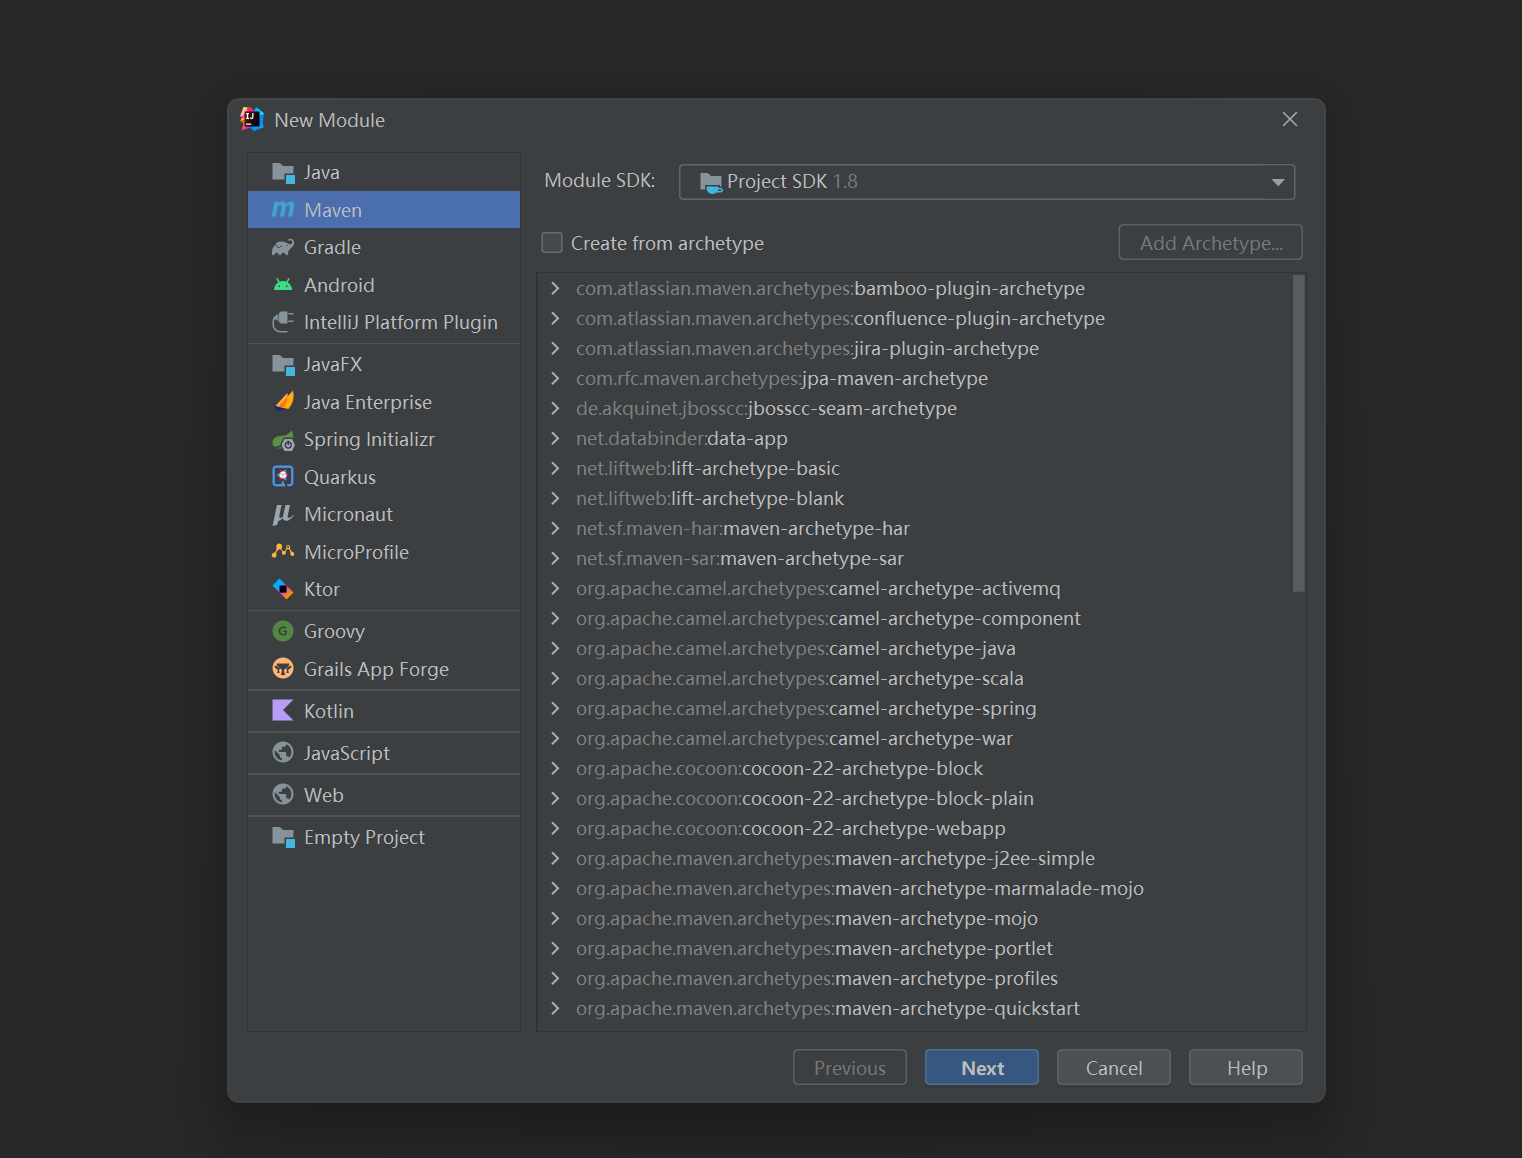 New Module
Java
Maven
Gradle
Android
IntelliJ Platform Plugin
JavaFX
Java Enterprise
Spring Initializr
Quarkus
Micronaut
MicroProfile
Ktor
Groovy
Grails App Forge
Kotlin
JavaScript
Web
Empty Project
Module SDK: Project SDK 1.8
Create from archetype Add Archetype...
com.atlassian.maven.archetypes:bamboo-plugin-archetype
com.atlassian.maven.archetypes:confluence-plugin-archetype
com.atlassian.maven.archetypes:jira-plugin-archetype
com.rfc.maven.archetypes:jpa-maven-archetype
de.akquinet.jbosscc:jbosscc-seam-archetype
net.databinder:data-app
net.liftweb:lift-archetype-basic
net.liftweb:lift-archetype-blank
net.sf.maven-har:maven-archetype-har
net.sf.maven-sar:maven-archetype-sar
org.apache.camel.archetypes:camel-archetype-activemq
org.apache.camel.archetypes:camel-archetype-component
org.apache.camel.archetypes:camel-archetype-java
org.apache.camel.archetypes:camel-archetype-scala
org.apache.camel.archetypes:camel-archetype-spring
org.apache.camel.archetypes:camel-archetype-war
org.apache.cocoon:cocoon-22-archetype-block
org.apache.cocoon:cocoon-22-archetype-block-plain
org.apache.cocoon:cocoon-22-archetype-webapp
org.apache.maven.archetypes:maven-archetype-j2ee-simple
org.apache.maven.archetypes:maven-archetype-marmalade-mojo
org.apache.maven.archetypes:maven-archetype-mojo
org.apache.maven.archetypes:maven-archetype-portlet
org.apache.maven.archetypes:maven-archetype-profiles
org.apache.maven.archetypes:maven-archetype-quickstart
Previous Next Cancel Help